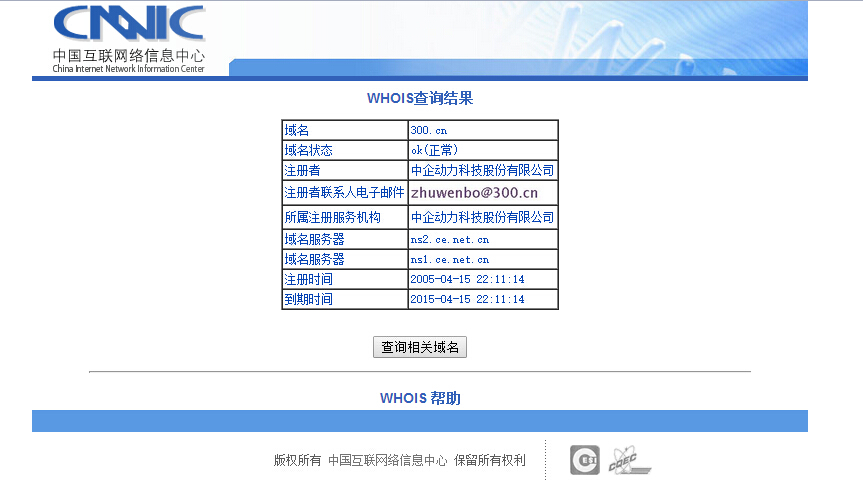 CNNIC
中国互联网络信息中心
China Internet Network Information Center
WHOIS查询结果
域名 300.cn
域名状态 ok(正常)
注册者 中企动力科技股份有限公司
注册者联系人电子邮件 zhuwenbo@300.cn
所属注册服务机构 中企动力科技股份有限公司
域名服务器 ns2.ce.net.cn
域名服务器 ns1.ce.net.cn
注册时间 2005-04-15 22:11:14
到期时间 2015-04-15 22:11:14
查询相关域名
WHOIS 帮助
版权所有 中国互联网络信息中心 保留所有权利